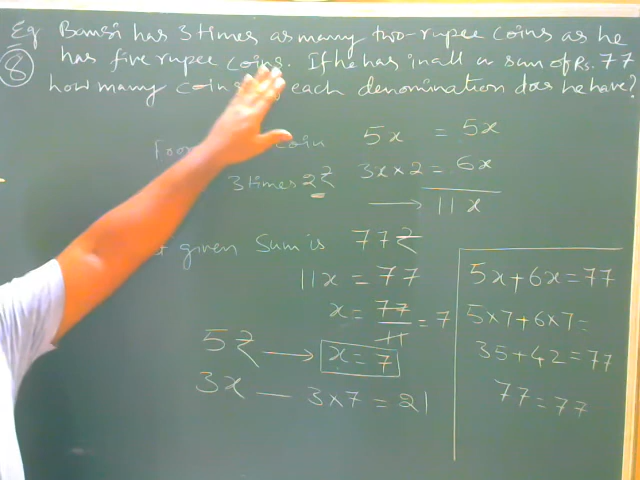 Eg Bansi has 3 times as many two-rupee coins as he
8 has five rupee coins. If he has in all a sum of Rs. 77
how many coins of each denomination does he have?
coin 5x = 5x
3 times 2₹ 3x×2 = 6x
→ 11x
given Sum is 77₹
11x = 77
x = 77/11 = 7
5₹ → x = 7
3x — 3×7 = 21
5x+6x=77
5×7+6×7=
35+42=77
77=77